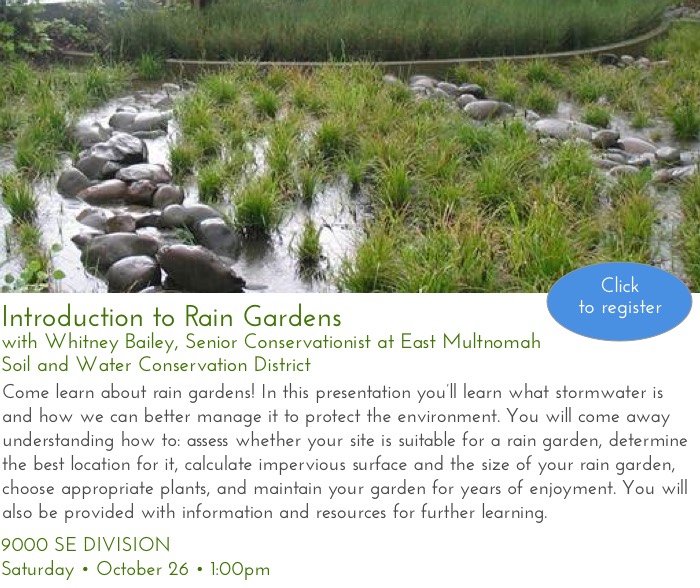 Click
to register
Introduction to Rain Gardens
with Whitney Bailey, Senior Conservationist at East Multnomah
Soil and Water Conservation District
Come learn about rain gardens! In this presentation you'll learn what stormwater is
and how we can better manage it to protect the environment. You will come away
understanding how to: assess whether your site is suitable for a rain garden, determine
the best location for it, calculate impervious surface and the size of your rain garden,
choose appropriate plants, and maintain your garden for years of enjoyment. You will
also be provided with information and resources for further learning.
9000 SE DIVISION
Saturday • October 26 • 1:00pm